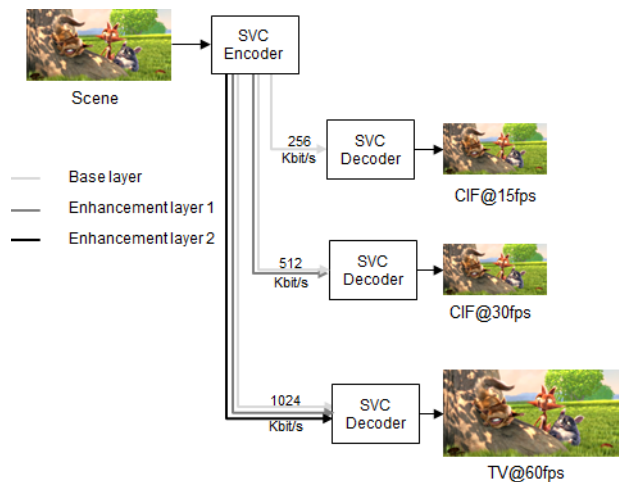 SVC
Encoder
Scene
256
Kbit/s
SVC
Decoder
CIF@15fps
Base layer
Enhancement layer 1
Enhancement layer 2
512
Kbit/s
SVC
Decoder
CIF@30fps
1024
Kbit/s
SVC
Decoder
TV@60fps